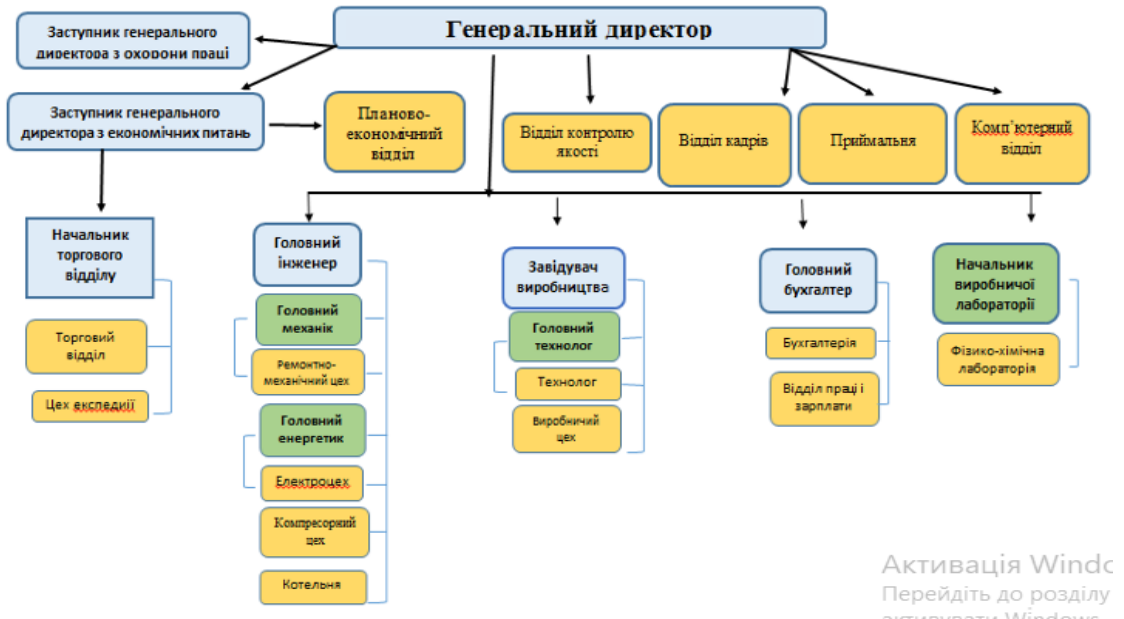 Генеральний директор
Заступник генерального
директора з охорони праці
Заступник генерального
директора з економічних питань
Планово-
економічний
відділ
Відділ контролю
якості
Відділ кадрів
Приймальня
Комп’ютерний
відділ
Начальник
торгового
відділу
Торговий
відділ
Цех експедиії
Головний
інженер
Головний
механік
Ремонтно-
механічний цех
Головний
енергетик
Електроцех
Компресорний
цех
Котельня
Завідувач
виробництва
Головний
технолог
Технолог
Виробничий
цех
Головний
бухгалтер
Бухгалтерія
Відділ праці і
зарплати
Начальник
виробничої
лабораторії
Фізико-хімічна
лабораторія
Активація Windo
Перейдіть до розділу
активувати Windows